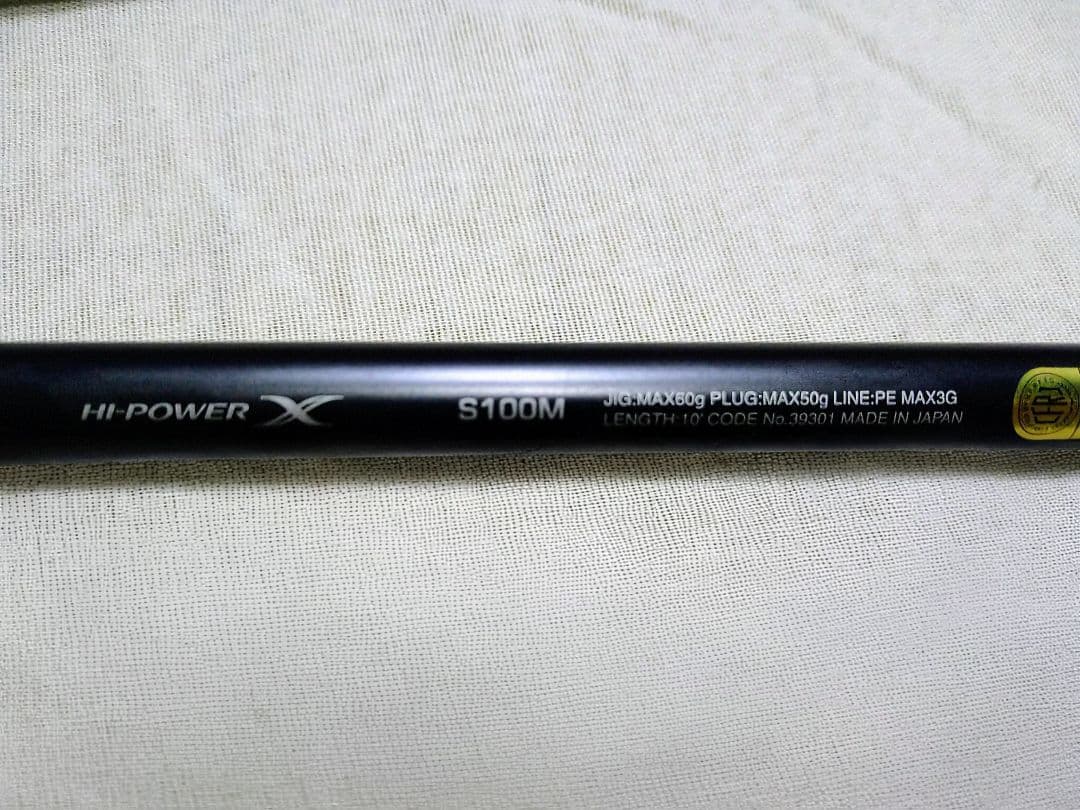 HI-POWER X S100M
JIG:MAX60g PLUG:MAX50g LINE:PE MAX3G
LENGTH:10' CODE No.39301 MADE IN JAPAN